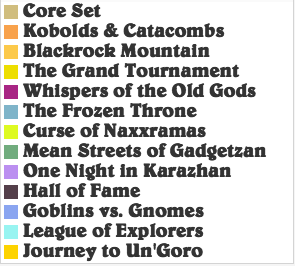 Core Set
Kobolds & Catacombs
Blackrock Mountain
The Grand Tournament
Whispers of the Old Gods
The Frozen Throne
Curse of Naxxramas
Mean Streets of Gadgetzan
One Night in Karazhan
Hall of Fame
Goblins vs. Gnomes
League of Explorers
Journey to Un'Goro